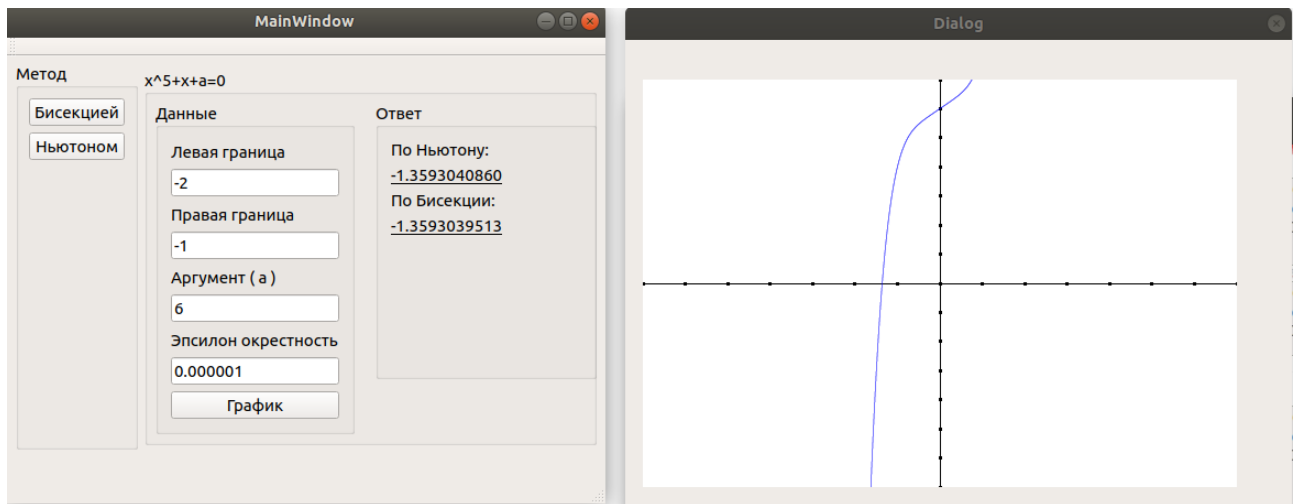 MainWindow
Метод
Бисекцией
Ньютоном
x^5+x+a=0
Данные
Левая граница
-2
Правая граница
-1
Аргумент ( a )
6
Эпсилон окрестность
0.000001
График
Ответ
По Ньютону:
-1.3593040860
По Бисекции:
-1.3593039513
Dialog